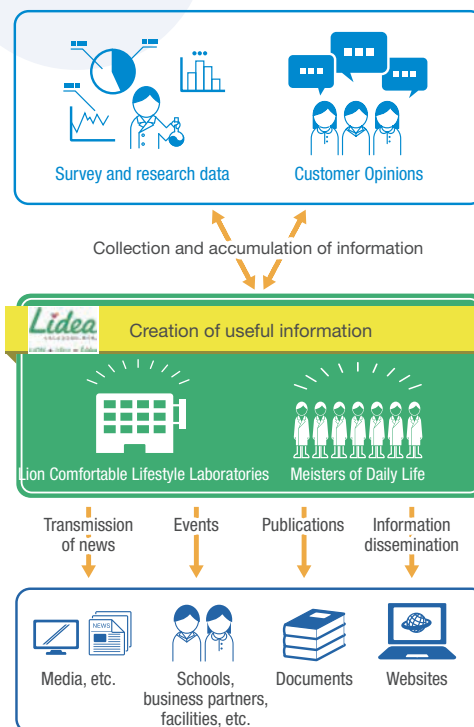 Survey and research data
Customer Opinions
Collection and accumulation of information
Lidea
Creation of useful information
Lion Comfortable Lifestyle Laboratories
Meisters of Daily Life
Transmission
of news
Events
Publications
Information
dissemination
NEWS
Media, etc.
Schools,
business partners,
facilities, etc.
Documents
Websites